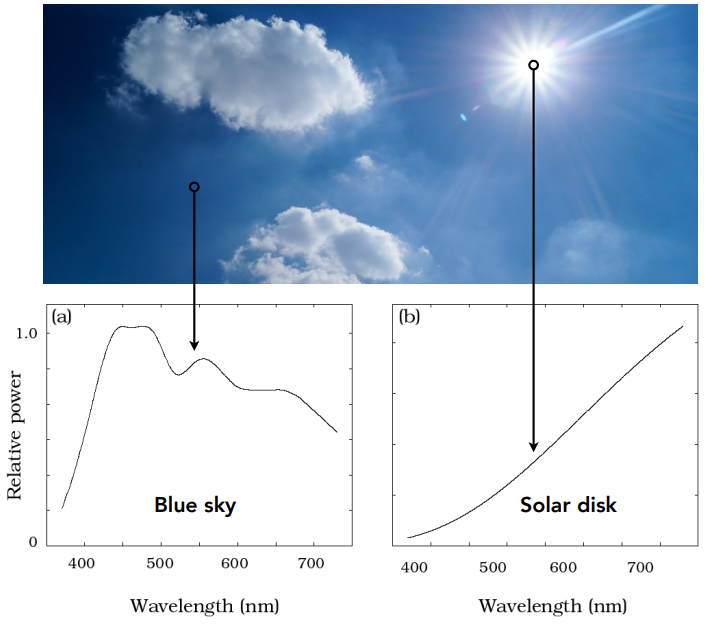 (a)
(b)
1.0
0
Relative power
Blue sky
Solar disk
400 500 600 700
400 500 600 700
Wavelength (nm)
Wavelength (nm)